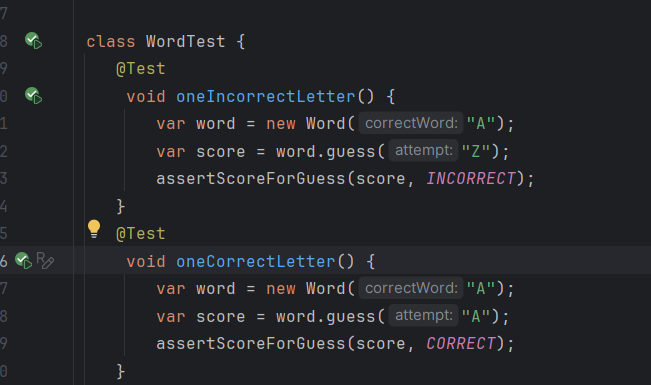 7
8 class WordTest {
9 @Test
0 void oneIncorrectLetter() {
1 var word = new Word( correctWord: "A");
2 var score = word.guess( attempt: "Z");
3 assertScoreForGuess(score, INCORRECT);
4 }
5 @Test
6 void oneCorrectLetter() {
7 var word = new Word( correctWord: "A");
8 var score = word.guess( attempt: "A");
9 assertScoreForGuess(score, CORRECT);
0 }